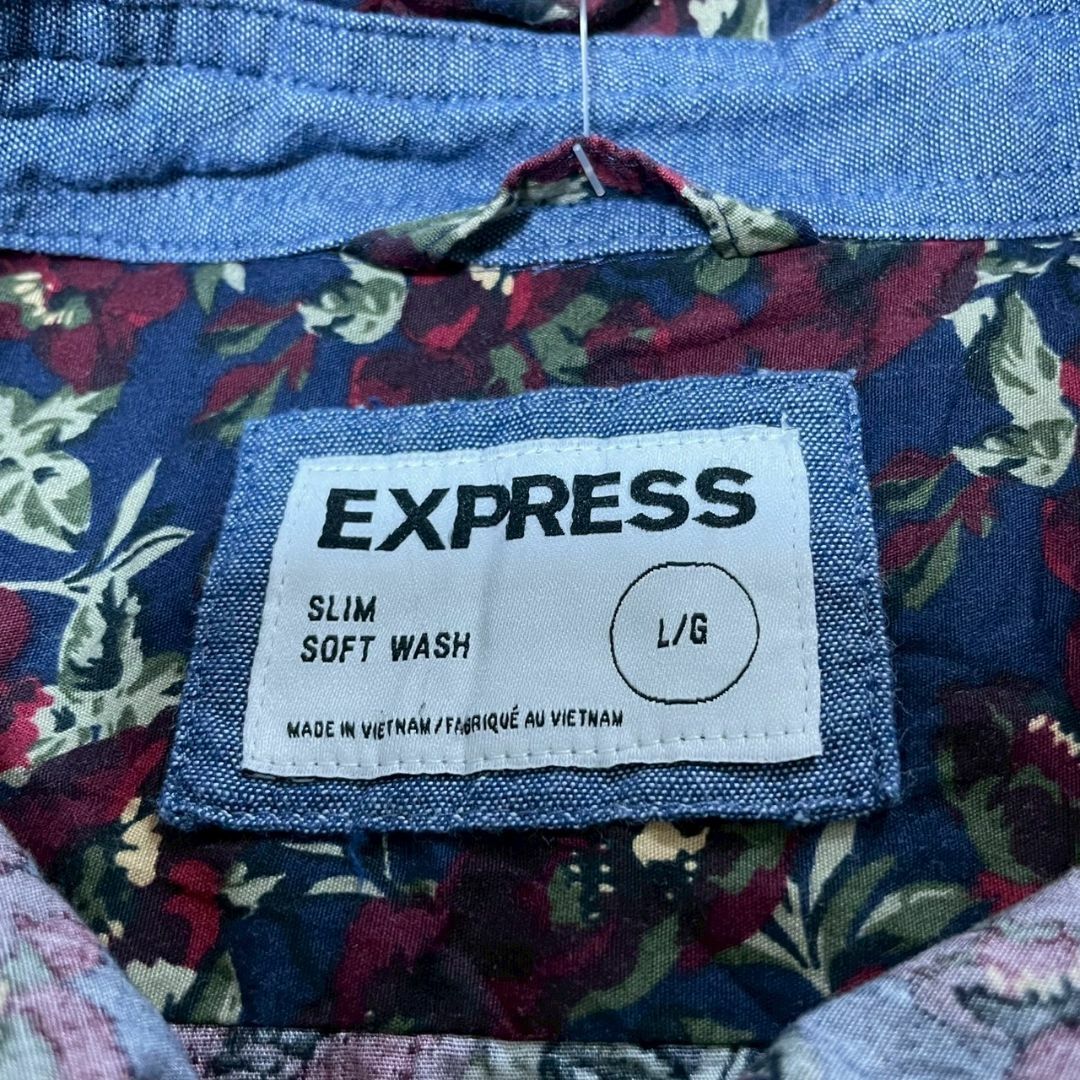 EXPRESS
SLIM
SOFT WASH
L/G
MADE IN VIETNAM/FABRIQUÉ AU VIETNAM